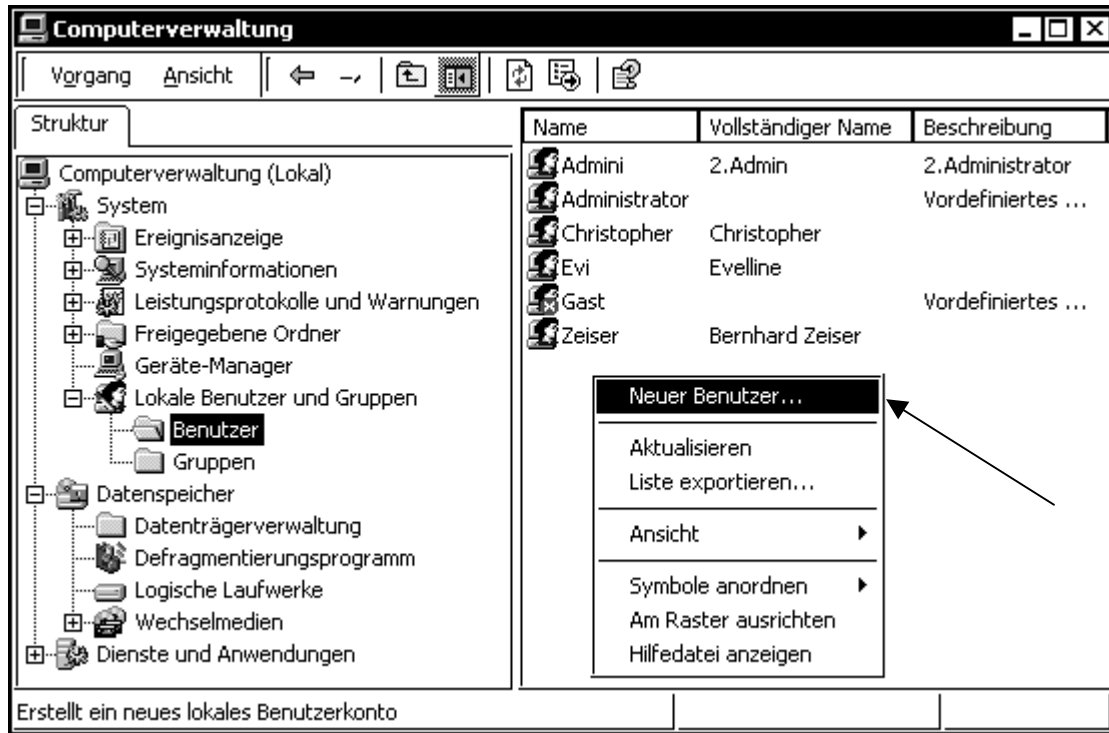 Computerverwaltung
Vorgang Ansicht
Struktur
Computerverwaltung (Lokal)
System
Ereignisanzeige
Systeminformationen
Leistungsprotokolle und Warnungen
Freigegebene Ordner
Geräte-Manager
Lokale Benutzer und Gruppen
Benutzer
Gruppen
Datenspeicher
Datenträgerverwaltung
Defragmentierungsprogramm
Logische Laufwerke
Wechselmedien
Dienste und Anwendungen
Name Vollständiger Name Beschreibung
Admini 2.Admin 2.Administrator
Administrator Vordefiniertes ...
Christopher Christopher
Evi Evelline
Gast Vordefiniertes ...
Zeiser Bernhard Zeiser
Neuer Benutzer...
Aktualisieren
Liste exportieren...
Ansicht
Symbole anordnen
Am Raster ausrichten
Hilfedatei anzeigen
Erstellt ein neues lokales Benutzerkonto